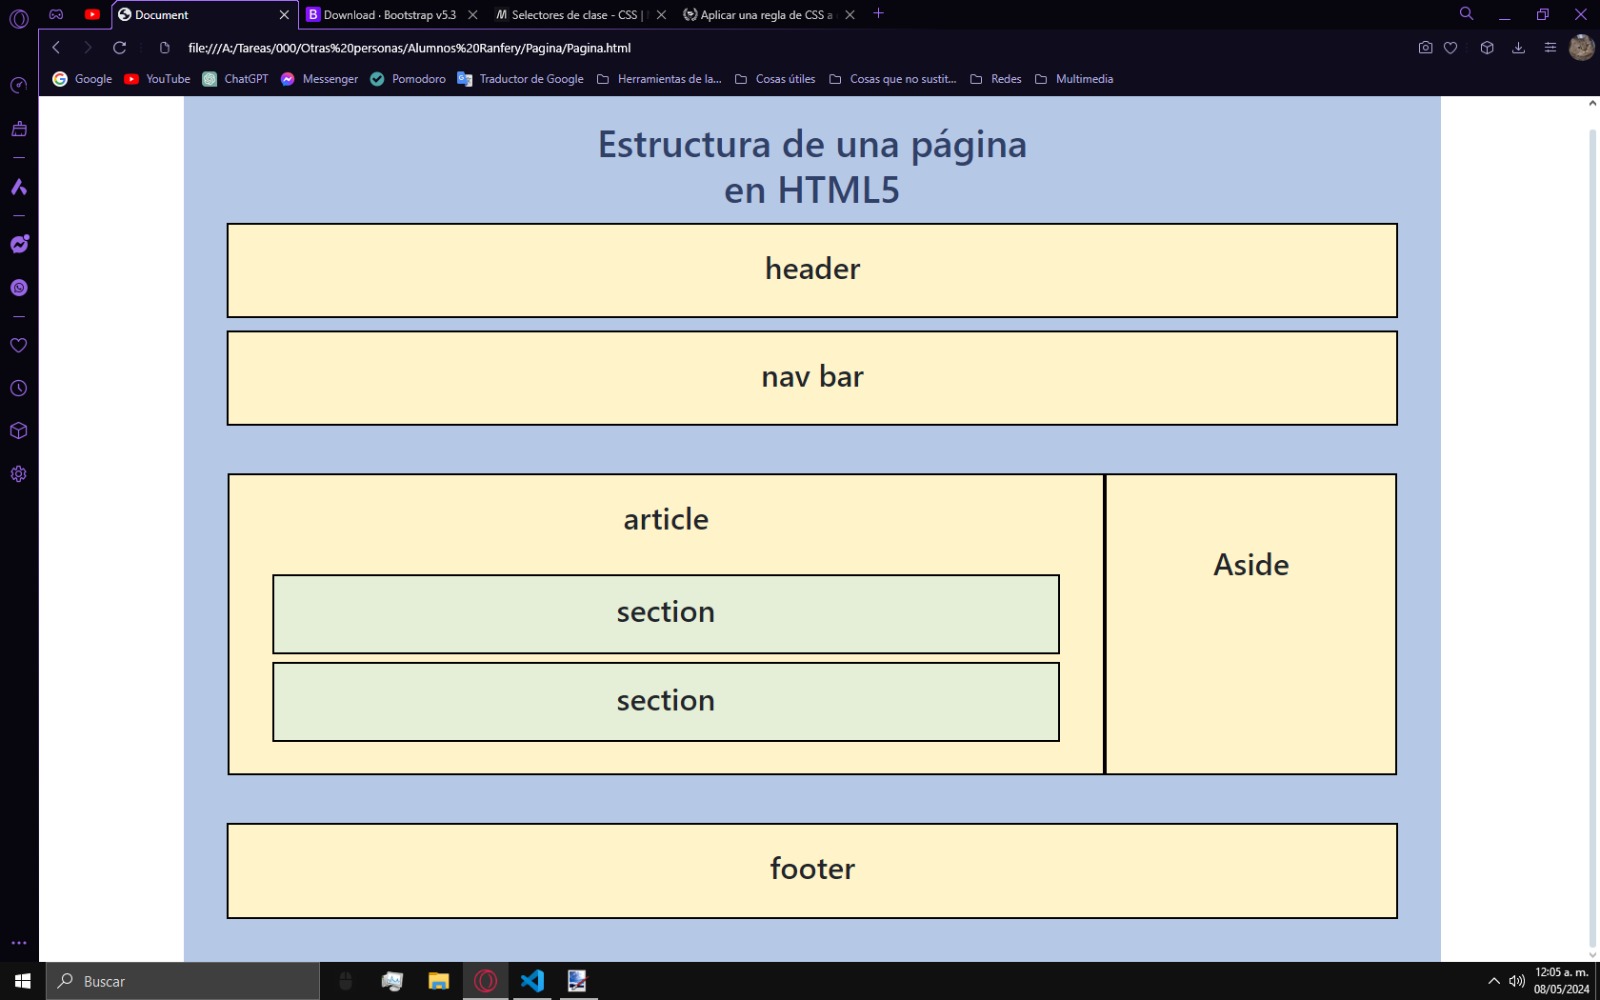 Document
Download · Bootstrap v5.3
Selectores de clase - CSS |
Aplicar una regla de CSS a
file:///A:/Tareas/000/Otras%20personas/Alumnos%20Ranfery/Pagina/Pagina.html
Google YouTube ChatGPT Messenger Pomodoro Traductor de Google Herramientas de la... Cosas útiles Cosas que no sustit... Redes Multimedia
Estructura de una página
en HTML5
header
nav bar
article
Aside
section
section
footer
Buscar
12:05 a. m.
08/05/2024